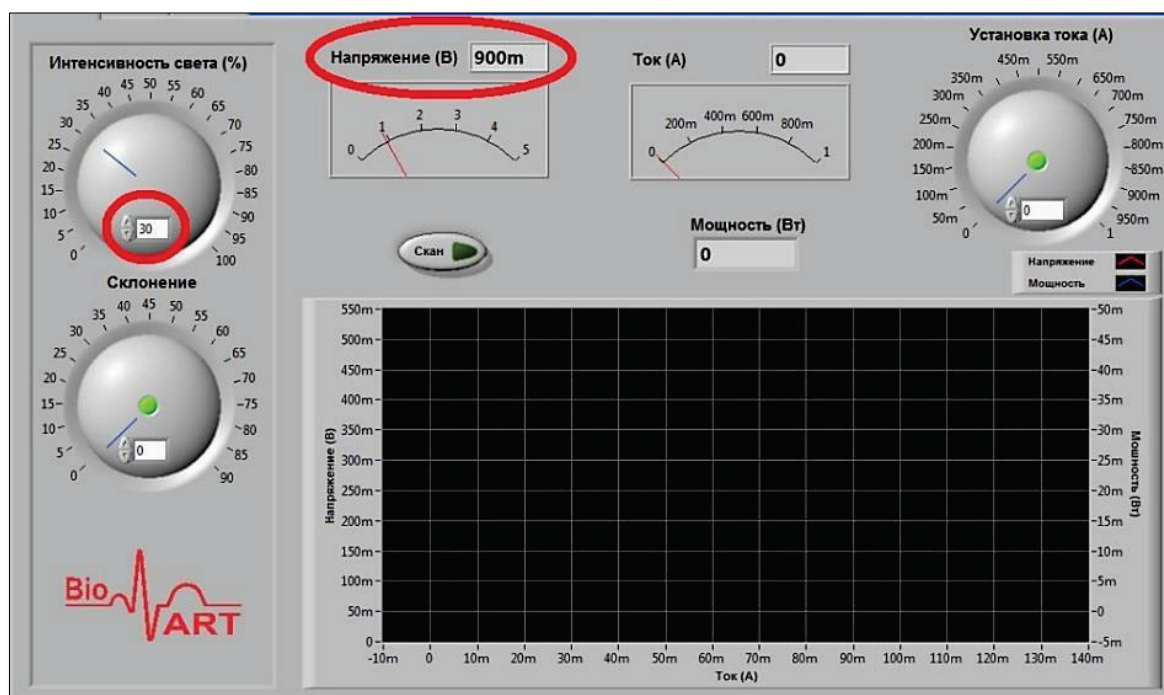 Интенсивность света (%)
0 5 10 15 20 25 30 35 40 45 50 55 60 65 70 75 80 85 90 95 100
30
Склонение
0 5 10 15 20 25 30 35 40 45 50 55 60 65 70 75 80 85 90
0
Bio
ART
Напряжение (В) 900m
0 1 2 3 4 5
Ток (А) 0
0 200m 400m 600m 800m 1
Установка тока (А)
0 50m 100m 150m 200m 300m 350m 450m 550m 650m 700m 750m 800m 850m 900m 950m 1
0
Скан
Мощность (Вт)
0
Напряжение
Мощность
550m
500m
450m
400m
350m
300m
250m
200m
150m
100m
50m
0
Напряжение (В)
50m
45m
40m
35m
30m
25m
20m
15m
10m
5m
0
-5m
Мощность (Вт)
-10m 0 10m 20m 30m 40m 50m 60m 70m 80m 90m 100m 110m 120m 130m 140m
Ток (А)